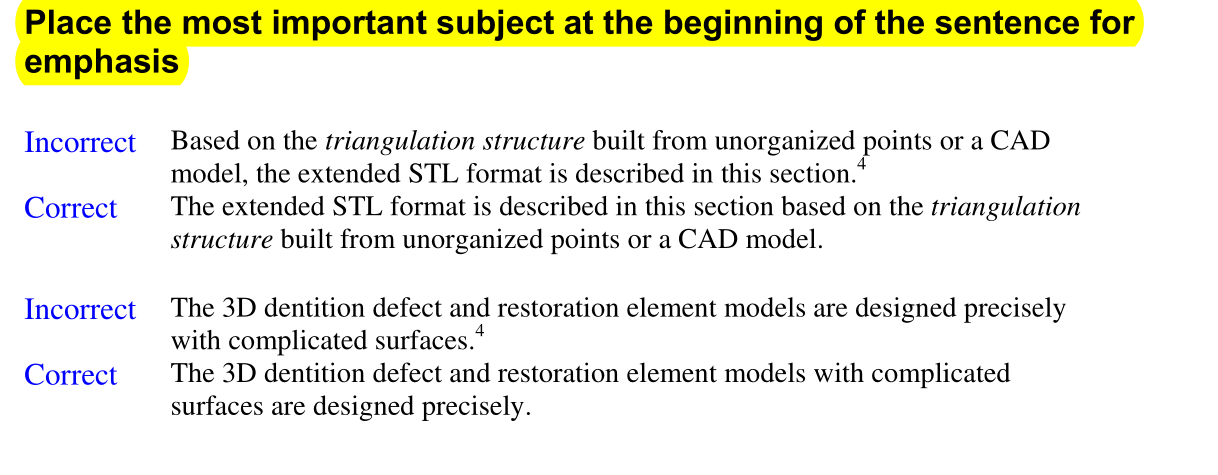 Place the most important subject at the beginning of the sentence for
emphasis
Incorrect Based on the triangulation structure built from unorganized points or a CAD
model, the extended STL format is described in this section.4
Correct The extended STL format is described in this section based on the triangulation
structure built from unorganized points or a CAD model.
Incorrect The 3D dentition defect and restoration element models are designed precisely
with complicated surfaces.4
Correct The 3D dentition defect and restoration element models with complicated
surfaces are designed precisely.